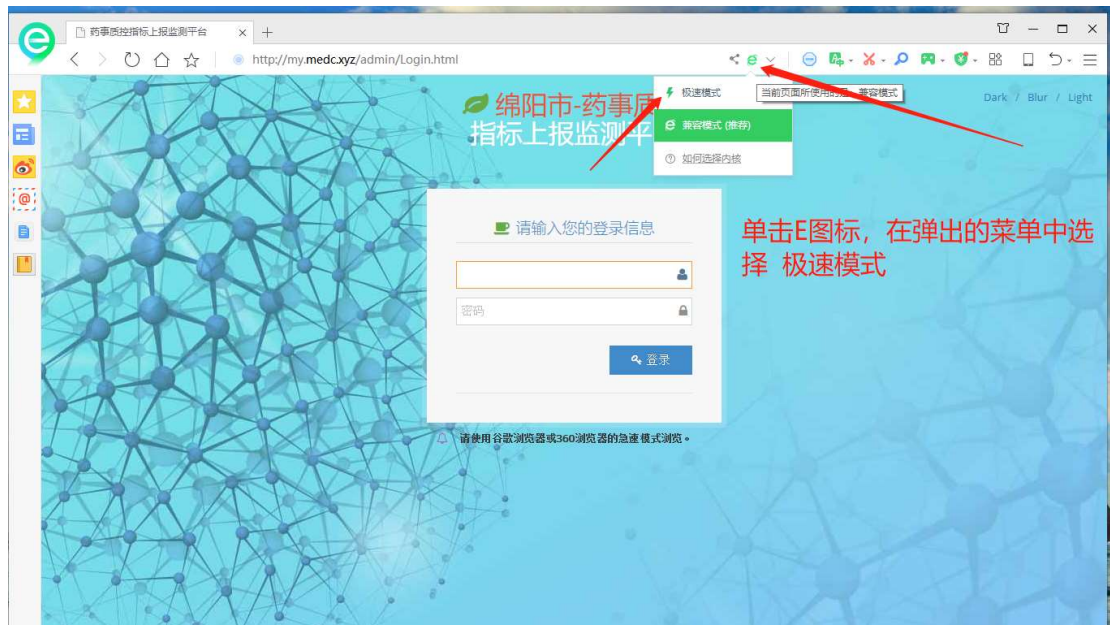 药事质控指标上报监测平台
http://my.medc.xyz/admin/Login.html
极速模式
当前页面所使用的是：兼容模式
兼容模式 (推荐)
如何选择内核
Dark / Blur / Light
绵阳市-药事质
指标上报监测平
请输入您的登录信息
密码
登录
请使用谷歌浏览器或360浏览器的急速模式浏览。
单击E图标，在弹出的菜单中选
择 极速模式